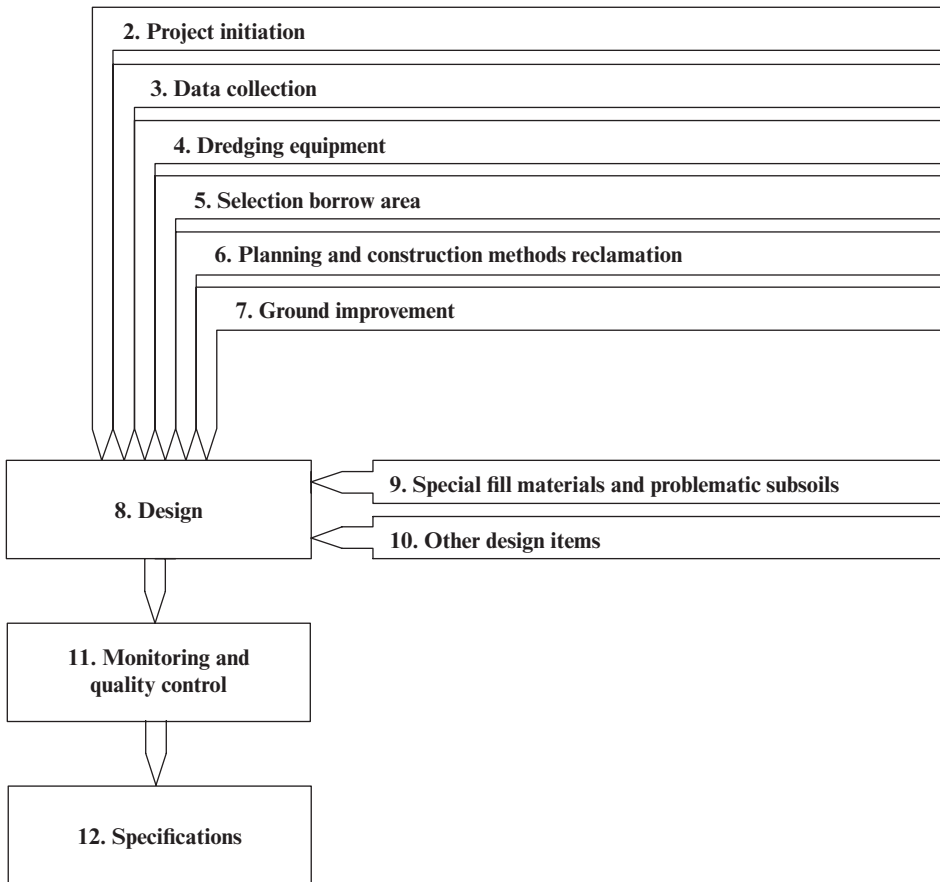 2. Project initiation
3. Data collection
4. Dredging equipment
5. Selection borrow area
6. Planning and construction methods reclamation
7. Ground improvement
8. Design
9. Special fill materials and problematic subsoils
10. Other design items
11. Monitoring and
quality control
12. Specifications